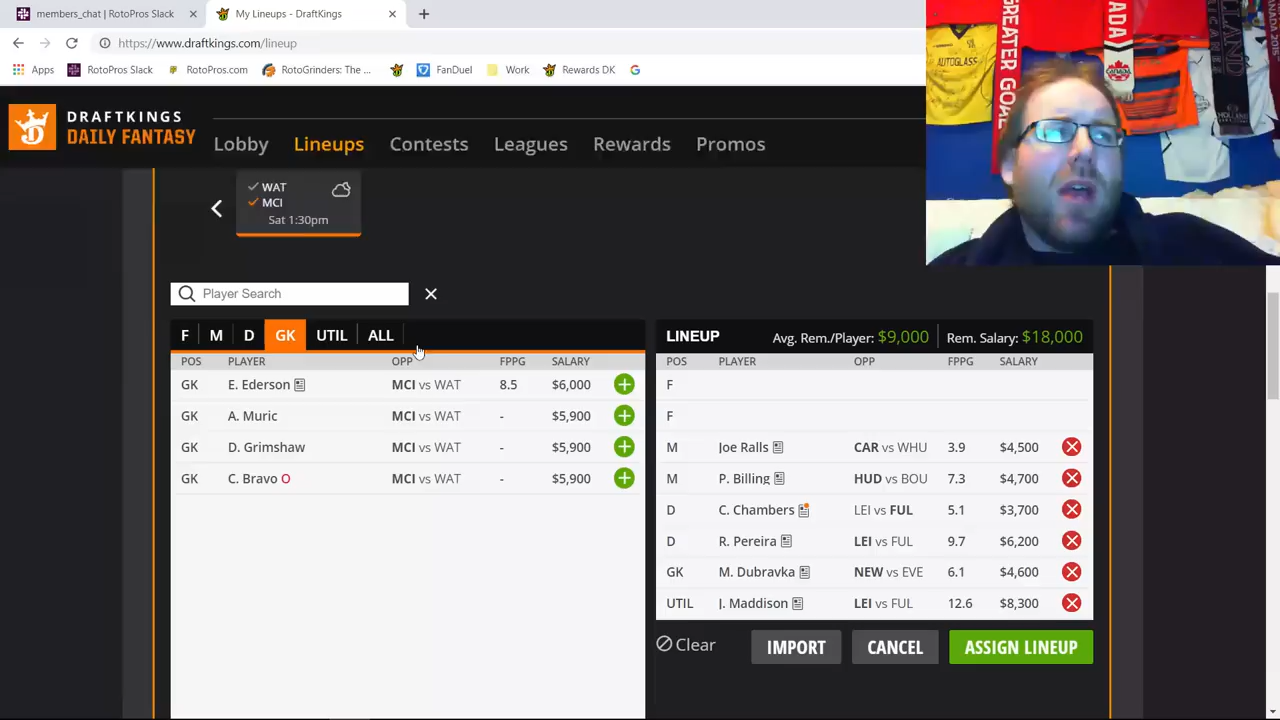 members_chat | RotoPros Slack
My Lineups - DraftKings
https://www.draftkings.com/lineup
Apps RotoPros Slack RotoPros.com RotoGrinders: The ... FanDuel Work Rewards DK
DRAFTKINGS
DAILY FANTASY
Lobby Lineups Contests Leagues Rewards Promos
WAT
MCI
Sat 1:30pm
Player Search
F M D GK UTIL ALL
POS PLAYER OPP FPPG SALARY
GK E. Ederson MCI vs WAT 8.5 $6,000
GK A. Muric MCI vs WAT - $5,900
GK D. Grimshaw MCI vs WAT - $5,900
GK C. Bravo O MCI vs WAT - $5,900
LINEUP Avg. Rem./Player: $9,000 Rem. Salary: $18,000
POS PLAYER OPP FPPG SALARY
F
F
M Joe Ralls CAR vs WHU 3.9 $4,500
M P. Billing HUD vs BOU 7.3 $4,700
D C. Chambers LEI vs FUL 5.1 $3,700
D R. Pereira LEI vs FUL 9.7 $6,200
GK M. Dubravka NEW vs EVE 6.1 $4,600
UTIL J. Maddison LEI vs FUL 12.6 $8,300
Clear IMPORT CANCEL ASSIGN LINEUP
GREATER GOAL
AUTOGLASS